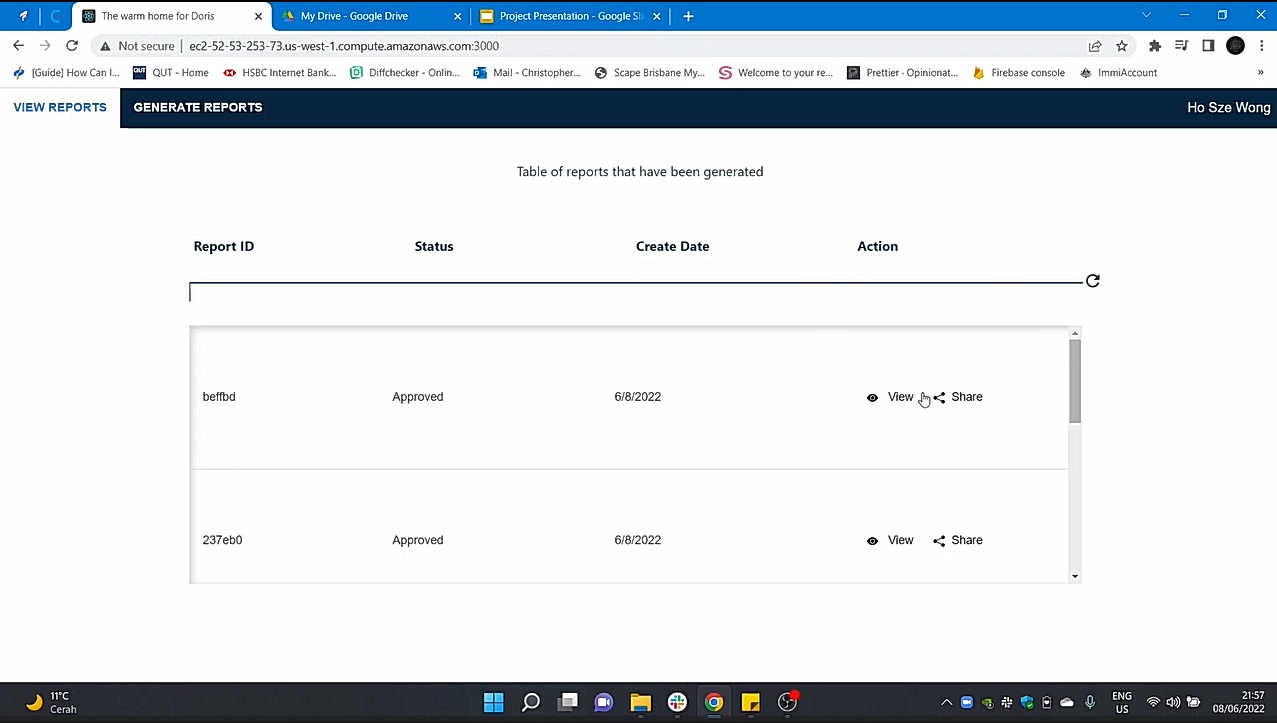 The warm home for Doris
My Drive - Google Drive
Project Presentation - Google Sli
Not secure | ec2-52-53-253-73.us-west-1.compute.amazonaws.com:3000
[Guide] How Can I... QUT - Home HSBC Internet Bank... Diffchecker - Onlin... Mail - Christopher... Scape Brisbane My... Welcome to your re... Prettier · Opinionat... Firebase console ImmiAccount »
VIEW REPORTS GENERATE REPORTS Ho Sze Wong
Table of reports that have been generated
Report ID Status Create Date Action
beffbd Approved 6/8/2022 View Share
237eb0 Approved 6/8/2022 View Share
11°C
Cerah
ENG
US
21:57
08/06/2022